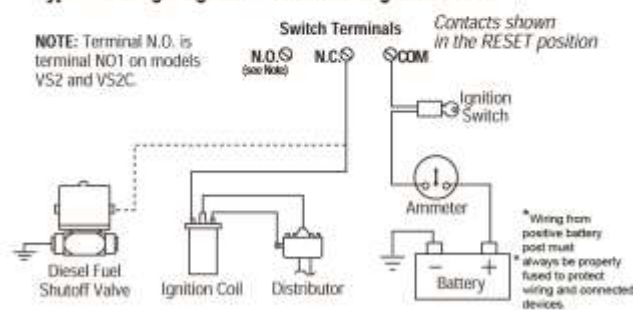 Switch Terminals
Contacts shown
in the RESET position
NOTE: Terminal N.O. is
terminal NO1 on models
VS2 and VS2C.
N.O.
(see Note)
N.C.
COM
Ignition
Switch
Ammeter
*Wiring from
positive battery
post must
always be properly
fused to protect
wiring and connected
devices.
*
− +
Battery
Diesel Fuel
Shutoff Valve
Ignition Coil
Distributor